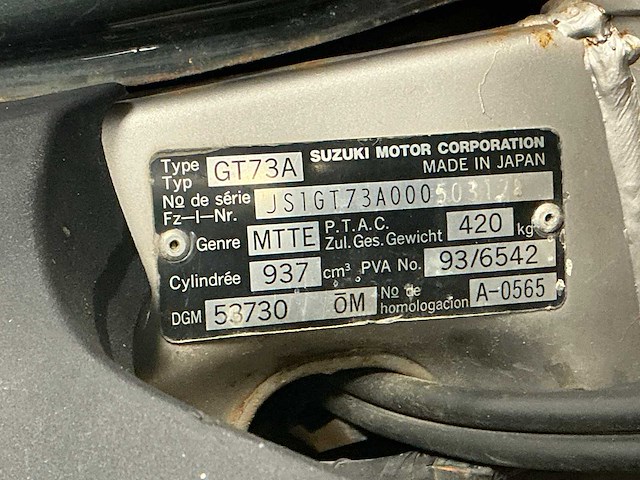 Type GT73A SUZUKI MOTOR CORPORATION
Typ MADE IN JAPAN
No de série JS1GT73A000
Fz-I-Nr.
Genre MTTE P.T.A.C. 420 kg
Zul.Ges.Gewicht
Cylindrée 937 cm³ PVA No. 93/6542
DGM 53730 ŌM No de homologacion A-0565